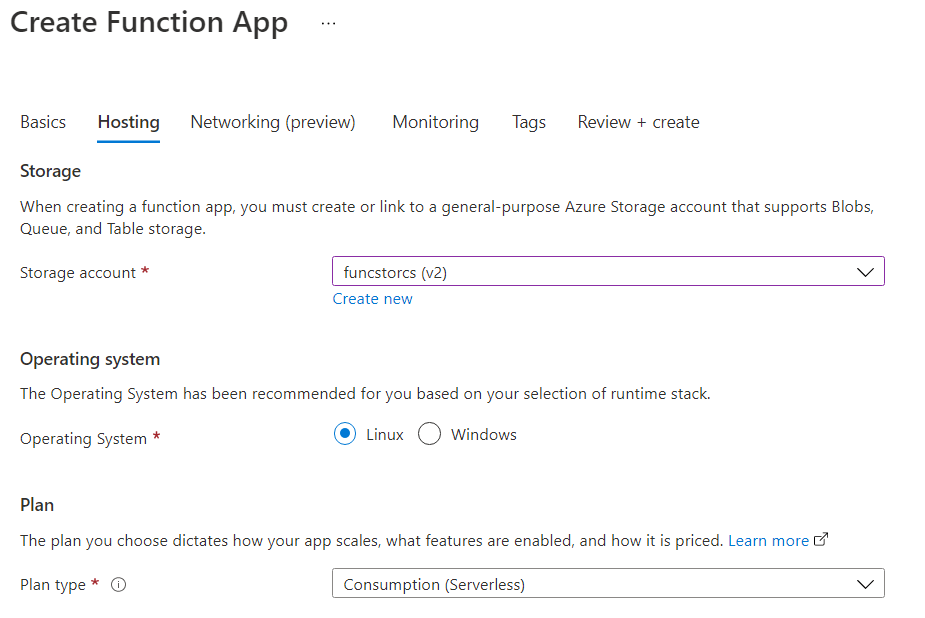 Create Function App ...
Basics Hosting Networking (preview) Monitoring Tags Review + create
Storage
When creating a function app, you must create or link to a general-purpose Azure Storage account that supports Blobs,
Queue, and Table storage.
Storage account * funcstorcs (v2)
Create new
Operating system
The Operating System has been recommended for you based on your selection of runtime stack.
Operating System * Linux Windows
Plan
The plan you choose dictates how your app scales, what features are enabled, and how it is priced. Learn more
Plan type * Consumption (Serverless)